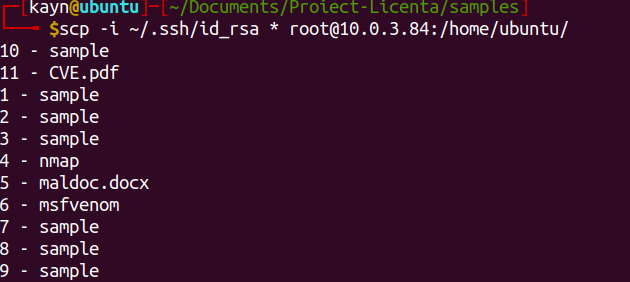 [kayn@ubuntu]-[~/Documents/Proiect-Licenta/samples]
$scp -i ~/.ssh/id_rsa * root@10.0.3.84:/home/ubuntu/
10 - sample
11 - CVE.pdf
1 - sample
2 - sample
3 - sample
4 - nmap
5 - maldoc.docx
6 - msfvenom
7 - sample
8 - sample
9 - sample